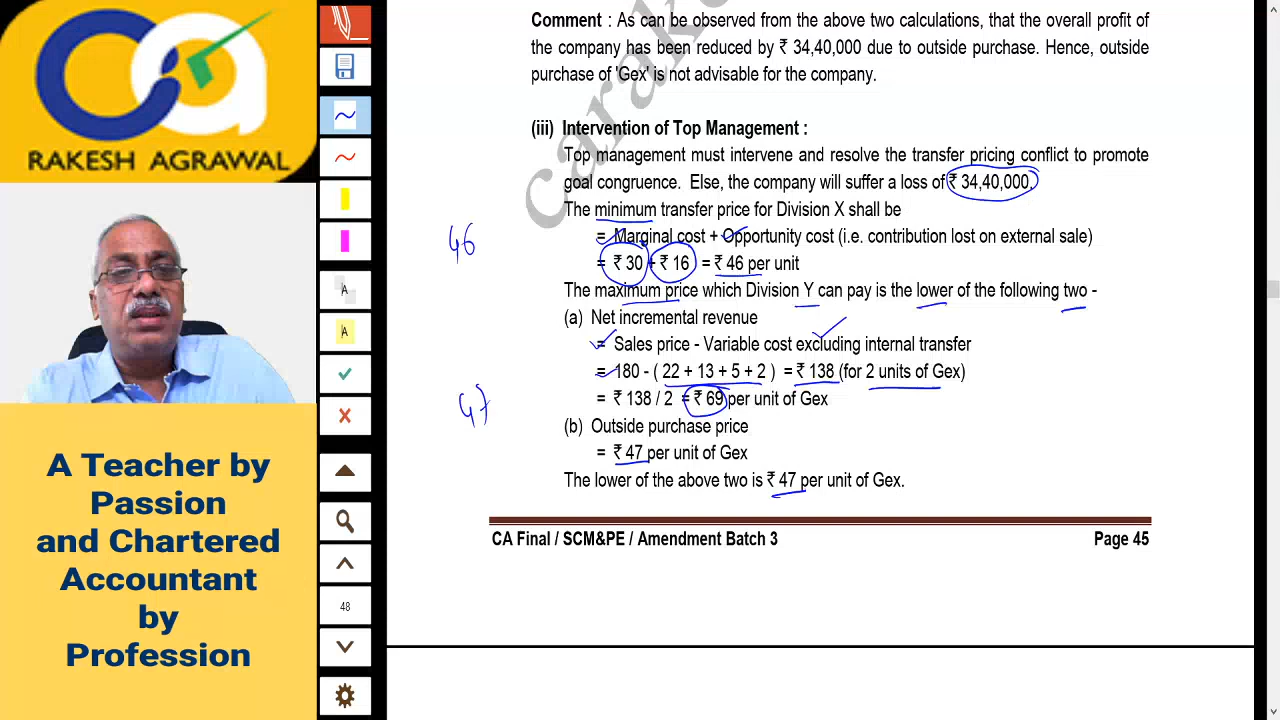 RAKESH AGRAWAL
A Teacher by
Passion
and Chartered
Accountant
by
Profession
A
A
48
Comment : As can be observed from the above two calculations, that the overall profit of
the company has been reduced by ₹ 34,40,000 due to outside purchase. Hence, outside
purchase of 'Gex' is not advisable for the company.
(iii) Intervention of Top Management :
Top management must intervene and resolve the transfer pricing conflict to promote
goal congruence. Else, the company will suffer a loss of ₹ 34,40,000.
The minimum transfer price for Division X shall be
= Marginal cost + Opportunity cost (i.e. contribution lost on external sale)
46
= ₹ 30 + ₹ 16 = ₹ 46 per unit
The maximum price which Division Y can pay is the lower of the following two -
(a) Net incremental revenue
= Sales price - Variable cost excluding internal transfer
= 180 - ( 22 + 13 + 5 + 2 ) = ₹ 138 (for 2 units of Gex)
= ₹ 138 / 2 = ₹ 69 per unit of Gex
47
(b) Outside purchase price
= ₹ 47 per unit of Gex
The lower of the above two is ₹ 47 per unit of Gex.
CA Final / SCM&PE / Amendment Batch 3 Page 45